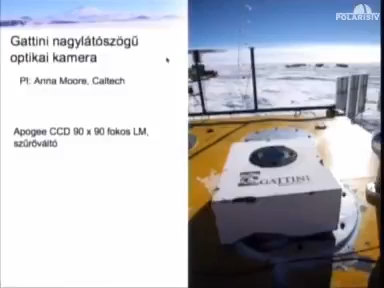 Gattini nagylátószögű
optikai kamera
PI: Anna Moore, Caltech
Apogee CCD 90 x 90 fokos LM,
szűrőváltó
GATTINI
POLARISTV